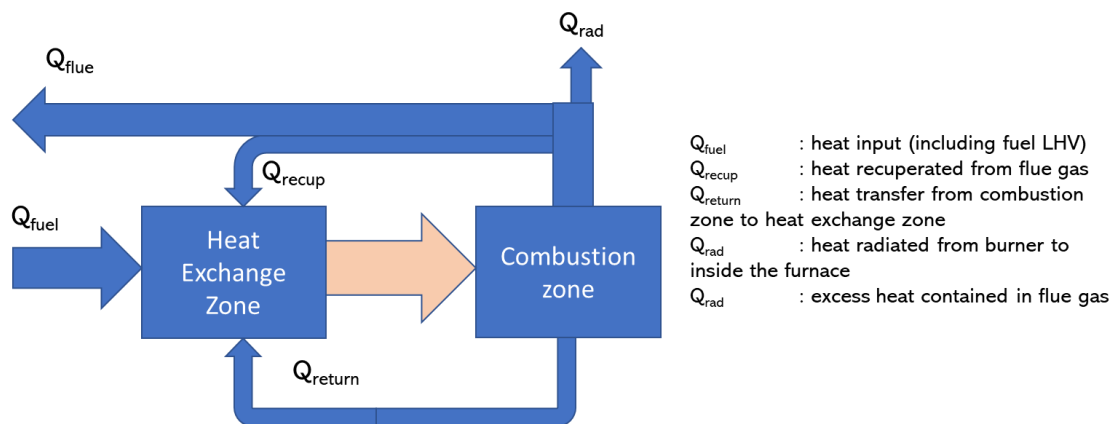 Qrad
Qflue
Qrecup
Qfuel
Heat
Exchange
Zone
Combustion
zone
Qreturn
Qfuel : heat input (including fuel LHV)
Qrecup : heat recuperated from flue gas
Qreturn : heat transfer from combustion
zone to heat exchange zone
Qrad : heat radiated from burner to
inside the furnace
Qrad : excess heat contained in flue gas